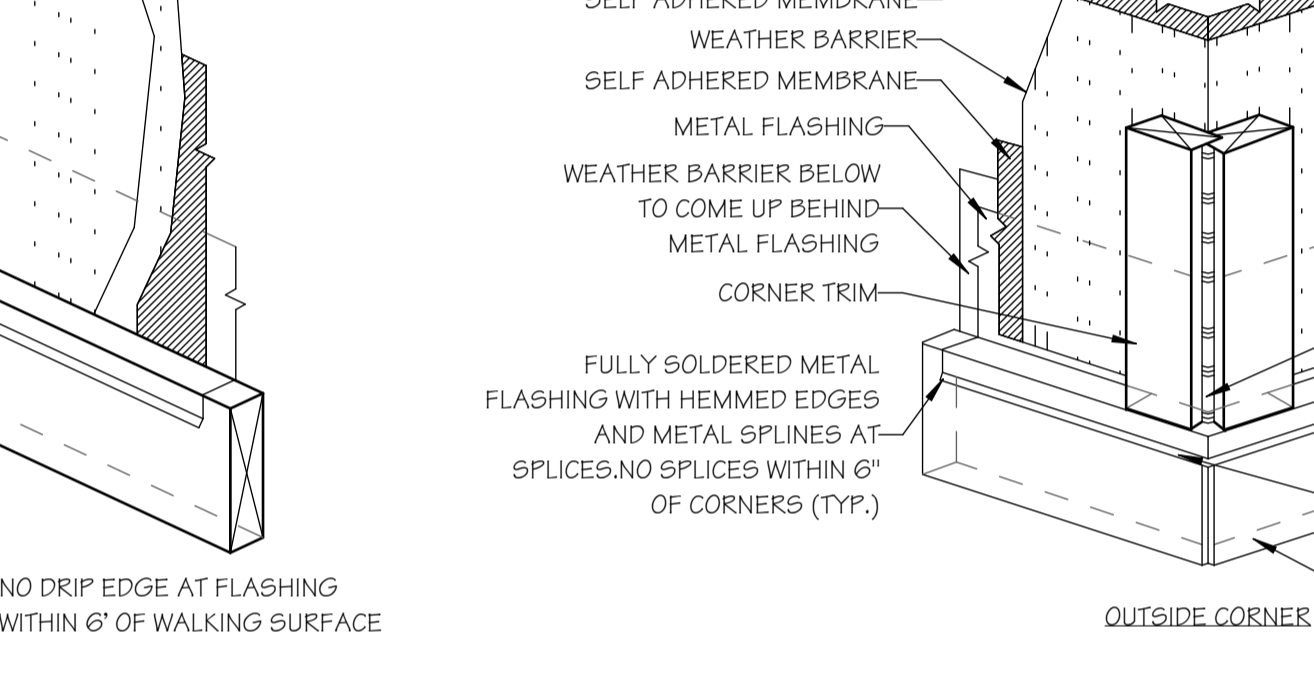 SELF ADHERED MEMBRANE
WEATHER BARRIER
SELF ADHERED MEMBRANE
METAL FLASHING
WEATHER BARRIER BELOW
TO COME UP BEHIND
METAL FLASHING
CORNER TRIM
FULLY SOLDERED METAL
FLASHING WITH HEMMED EDGES
AND METAL SPLINES AT
SPLICES.NO SPLICES WITHIN 6"
OF CORNERS (TYP.)
NO DRIP EDGE AT FLASHING
WITHIN 6' OF WALKING SURFACE
OUTSIDE CORNER